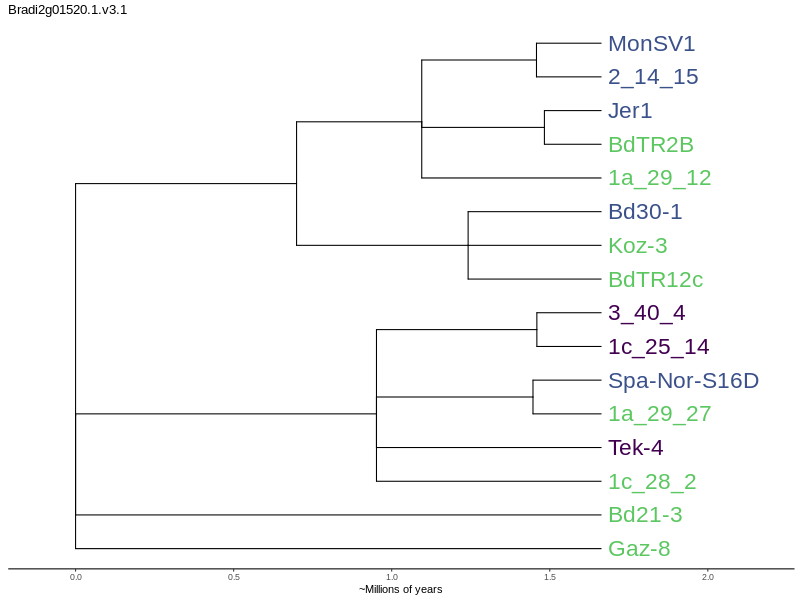 Bradi2g01520.1.v3.1
MonSV1
2_14_15
Jer1
BdTR2B
1a_29_12
Bd30-1
Koz-3
BdTR12c
3_40_4
1c_25_14
Spa-Nor-S16D
1a_29_27
Tek-4
1c_28_2
Bd21-3
Gaz-8
0.0 0.5 1.0 1.5 2.0
~Millions of years